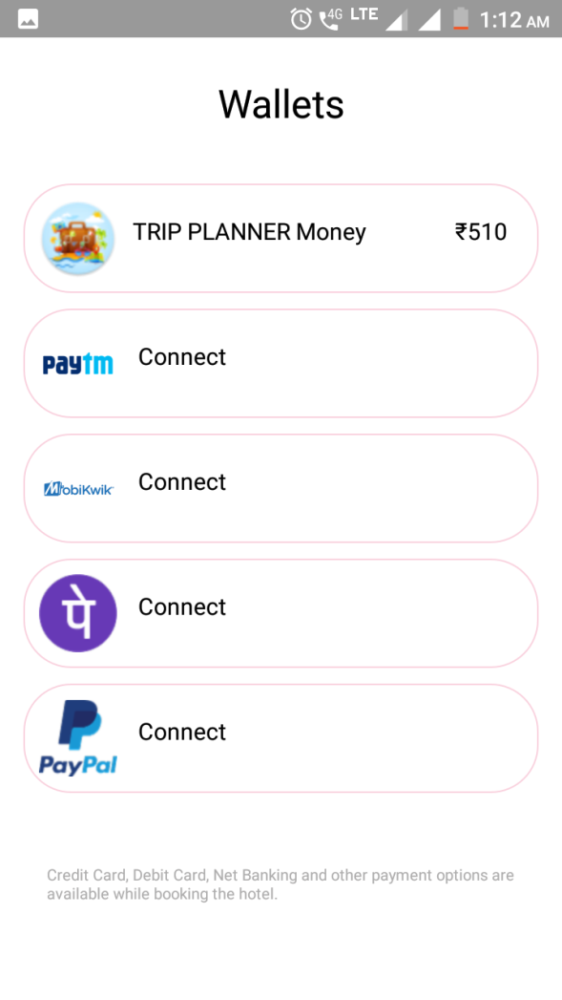 4G LTE 1:12 AM
Wallets
TRIP PLANNER Money ₹510
paytm Connect
MobiKwik Connect
पे Connect
PayPal Connect
Credit Card, Debit Card, Net Banking and other payment options are
available while booking the hotel.